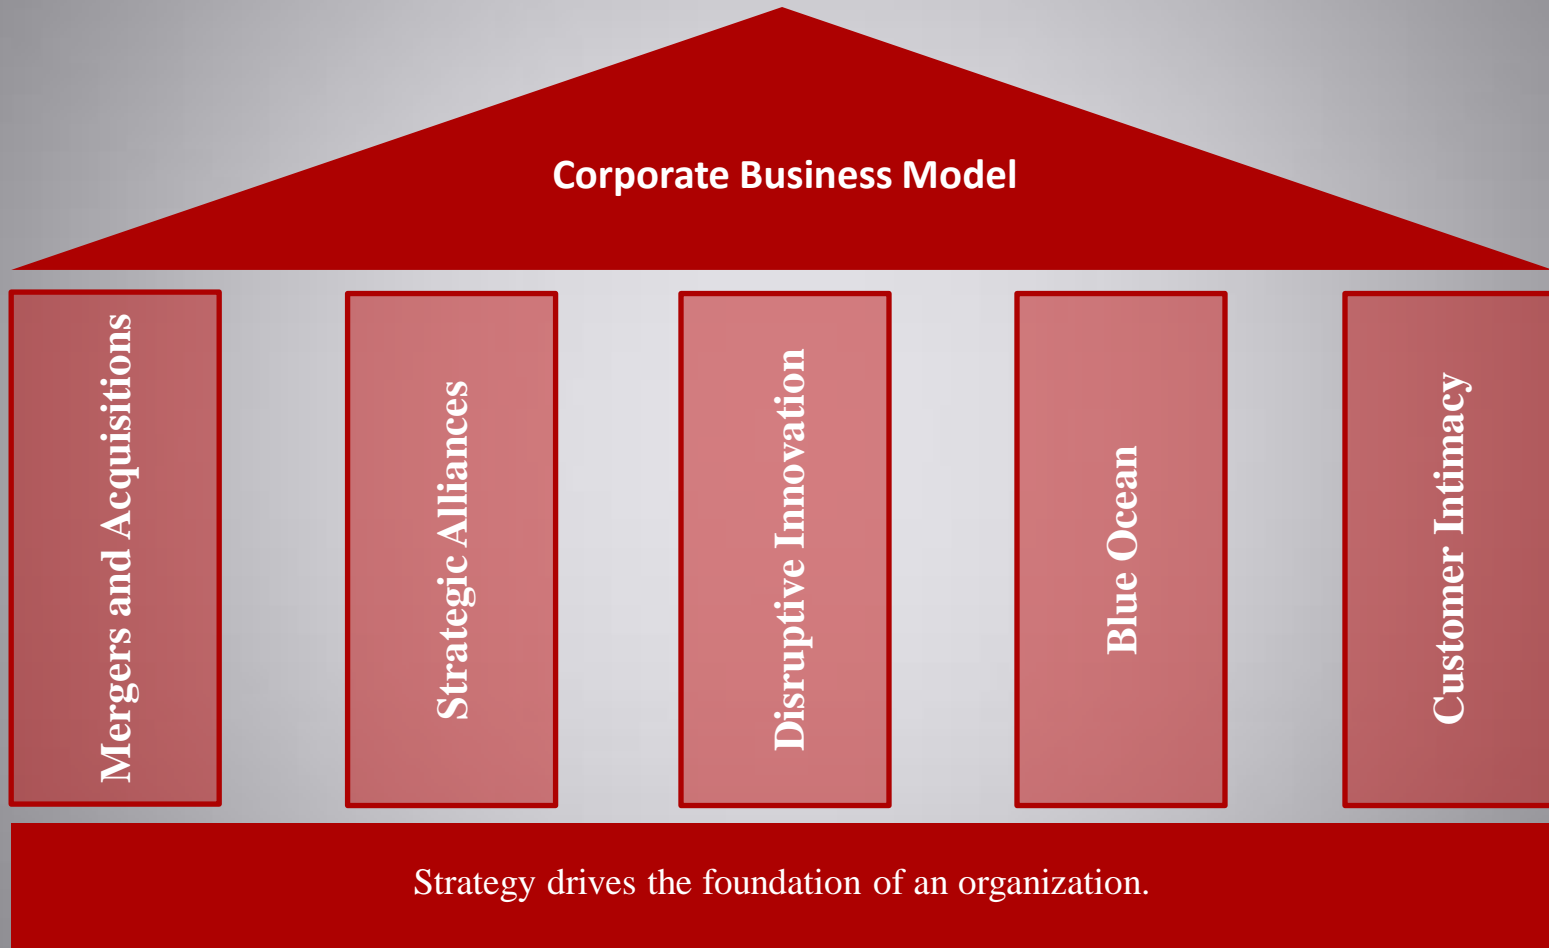 Corporate Business Model
Mergers and Acquisitions
Strategic Alliances
Disruptive Innovation
Blue Ocean
Customer Intimacy
Strategy drives the foundation of an organization.